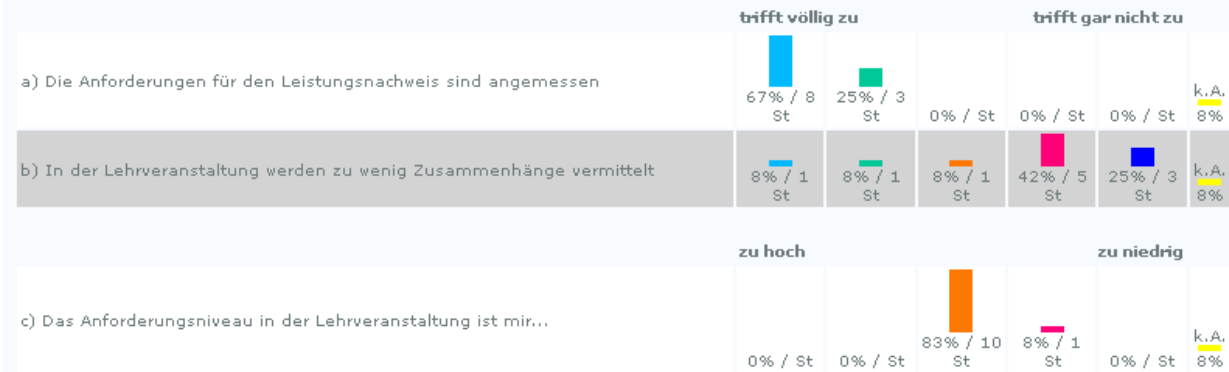 trifft völlig zu trifft gar nicht zu
a) Die Anforderungen für den Leistungsnachweis sind angemessen
67% / 8 St 25% / 3 St 0% / St 0% / St 0% / St k.A. 8%
b) In der Lehrveranstaltung werden zu wenig Zusammenhänge vermittelt
8% / 1 St 8% / 1 St 8% / 1 St 42% / 5 St 25% / 3 St k.A. 8%
zu hoch zu niedrig
c) Das Anforderungsniveau in der Lehrveranstaltung ist mir...
0% / St 0% / St 83% / 10 St 8% / 1 St 0% / St k.A. 8%